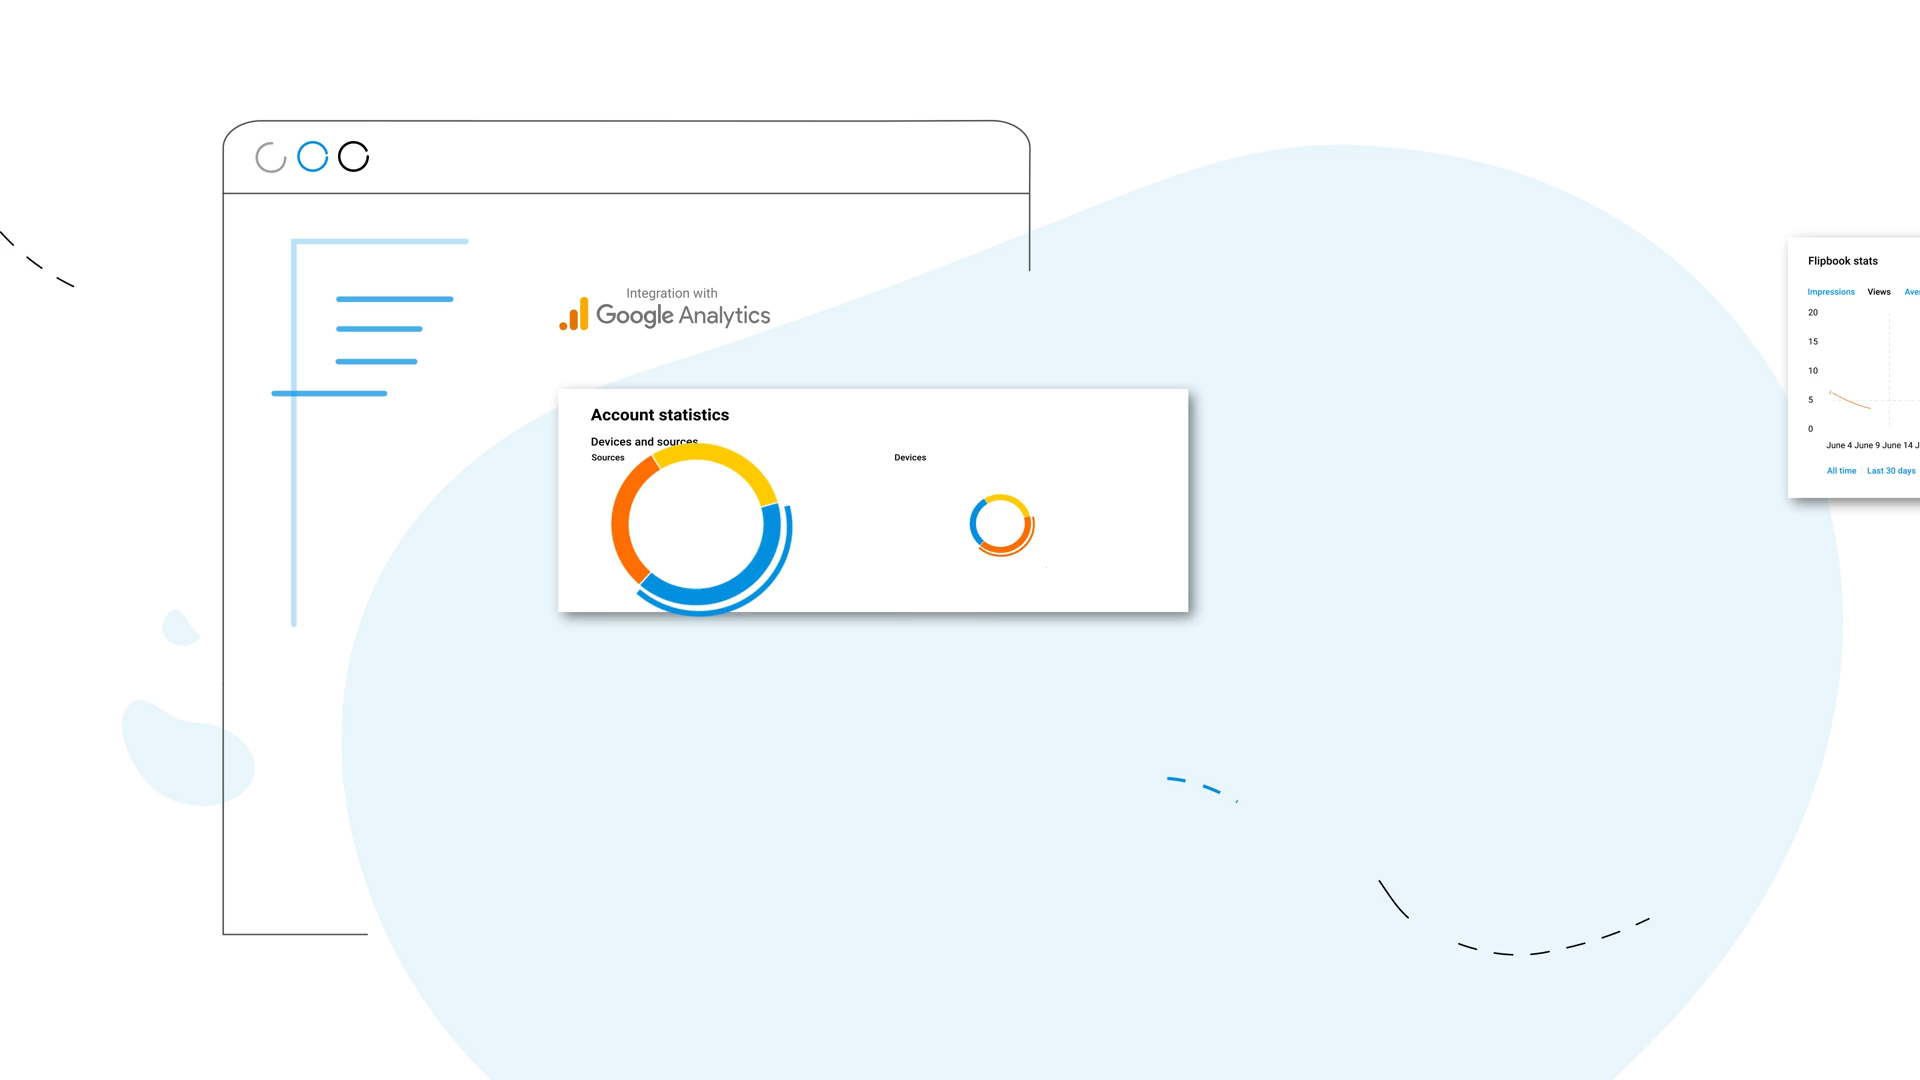 Integration with
Google Analytics
Account statistics
Devices and sources
Sources
Devices
Flipbook stats
Impressions Views
20
15
10
5
0
June 4 June 9 June 14
All time Last 30 days